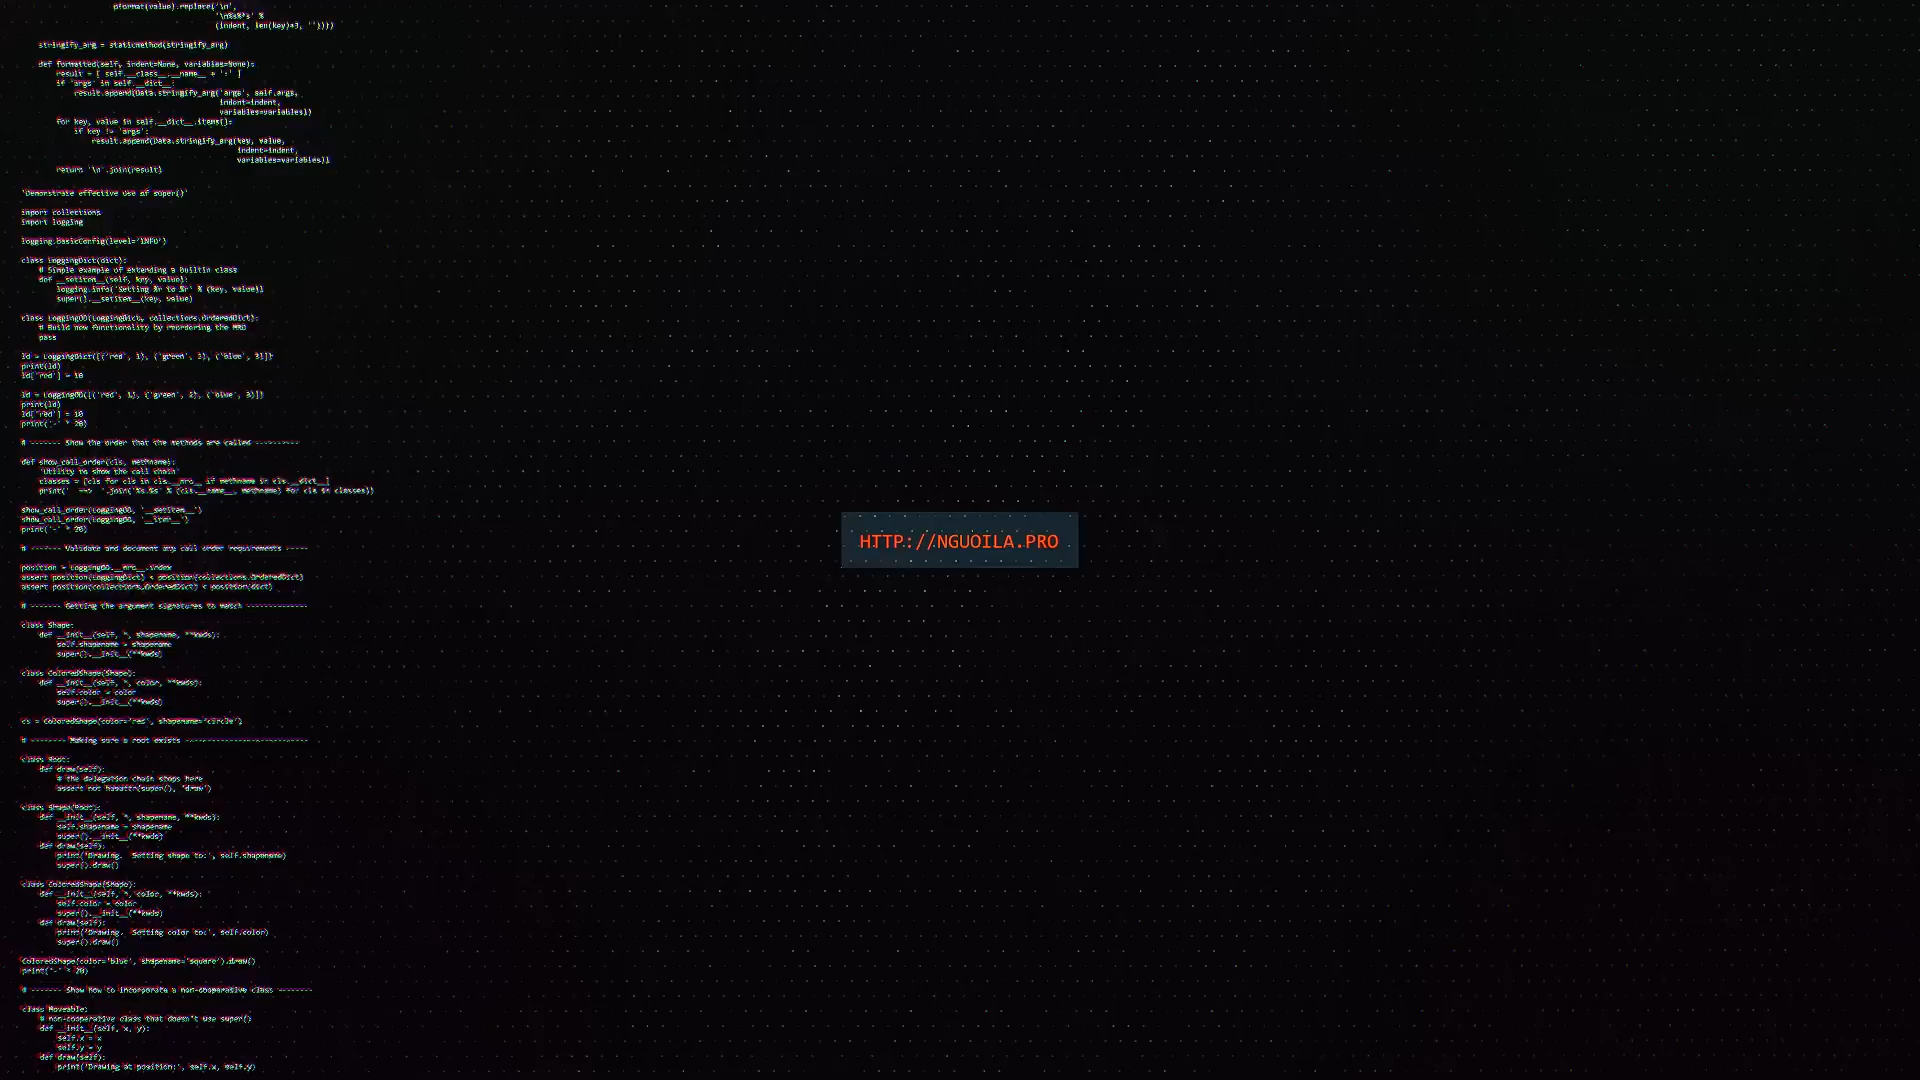 pformat(value).replace('\n',
'\n%s%*s' %
(indent, len(key)+3, ''))))
stringify_arg = staticmethod(stringify_arg)
def formatted(self, indent=None, variables=None):
result = [ self.__class__.__name__ + ':' ]
if 'args' in self.__dict__:
result.append(Data.stringify_arg('args', self.args,
indent=indent,
variables=variables))
for key, value in self.__dict__.items():
if key != 'args':
result.append(Data.stringify_arg(key, value,
indent=indent,
variables=variables))
return '\n'.join(result)
'Demonstrate effective use of super()'
import collections
import logging
logging.basicConfig(level='INFO')
class LoggingDict(dict):
# Simple example of extending a builtin class
def __setitem__(self, key, value):
logging.info('Setting %r to %r' % (key, value))
super().__setitem__(key, value)
class LoggingOD(LoggingDict, collections.OrderedDict):
# Build new functionality by reordering the MRO
pass
ld = LoggingDict([('red', 1), ('green', 2), ('blue', 3)])
print(ld)
ld['red'] = 10
ld = LoggingOD([('red', 1), ('green', 2), ('blue', 3)])
print(ld)
ld['red'] = 10
print('-' * 20)
# ------- Show the order that the methods are called ----------
def show_call_order(cls, methname):
'Utility to show the call chain'
classes = [cls for cls in cls.__mro__ if methname in cls.__dict__]
print('  ==>  '.join('%s.%s' % (cls.__name__, methname) for cls in classes))
show_call_order(LoggingOD, '__setitem__')
show_call_order(LoggingOD, '__iter__')
print('-' * 20)
# ------- Validate and document any call order requirements -----
position = LoggingOD.__mro__.index
assert position(LoggingDict) < position(collections.OrderedDict)
assert position(collections.OrderedDict) < position(dict)
# ------- Getting the argument signatures to match --------------
class Shape:
def __init__(self, *, shapename, **kwds):
self.shapename = shapename
super().__init__(**kwds)
class ColoredShape(Shape):
def __init__(self, *, color, **kwds):
self.color = color
super().__init__(**kwds)
cs = ColoredShape(color='red', shapename='circle')
# -------- Making sure a root exists ----------------------------
class Root:
def draw(self):
# the delegation chain stops here
assert not hasattr(super(), 'draw')
class Shape(Root):
def __init__(self, *, shapename, **kwds):
self.shapename = shapename
super().__init__(**kwds)
def draw(self):
print('Drawing.  Setting shape to:', self.shapename)
super().draw()
class ColoredShape(Shape):
def __init__(self, *, color, **kwds):
self.color = color
super().__init__(**kwds)
def draw(self):
print('Drawing.  Setting color to:', self.color)
super().draw()
ColoredShape(color='blue', shapename='square').draw()
print('-' * 20)
# ------- Show how to incorporate a non-cooperative class --------
class Moveable:
# non-cooperative class that doesn't use super()
def __init__(self, x, y):
self.x = x
self.y = y
def draw(self):
print('Drawing at position:', self.x, self.y)
HTTP://NGUOILA.PRO